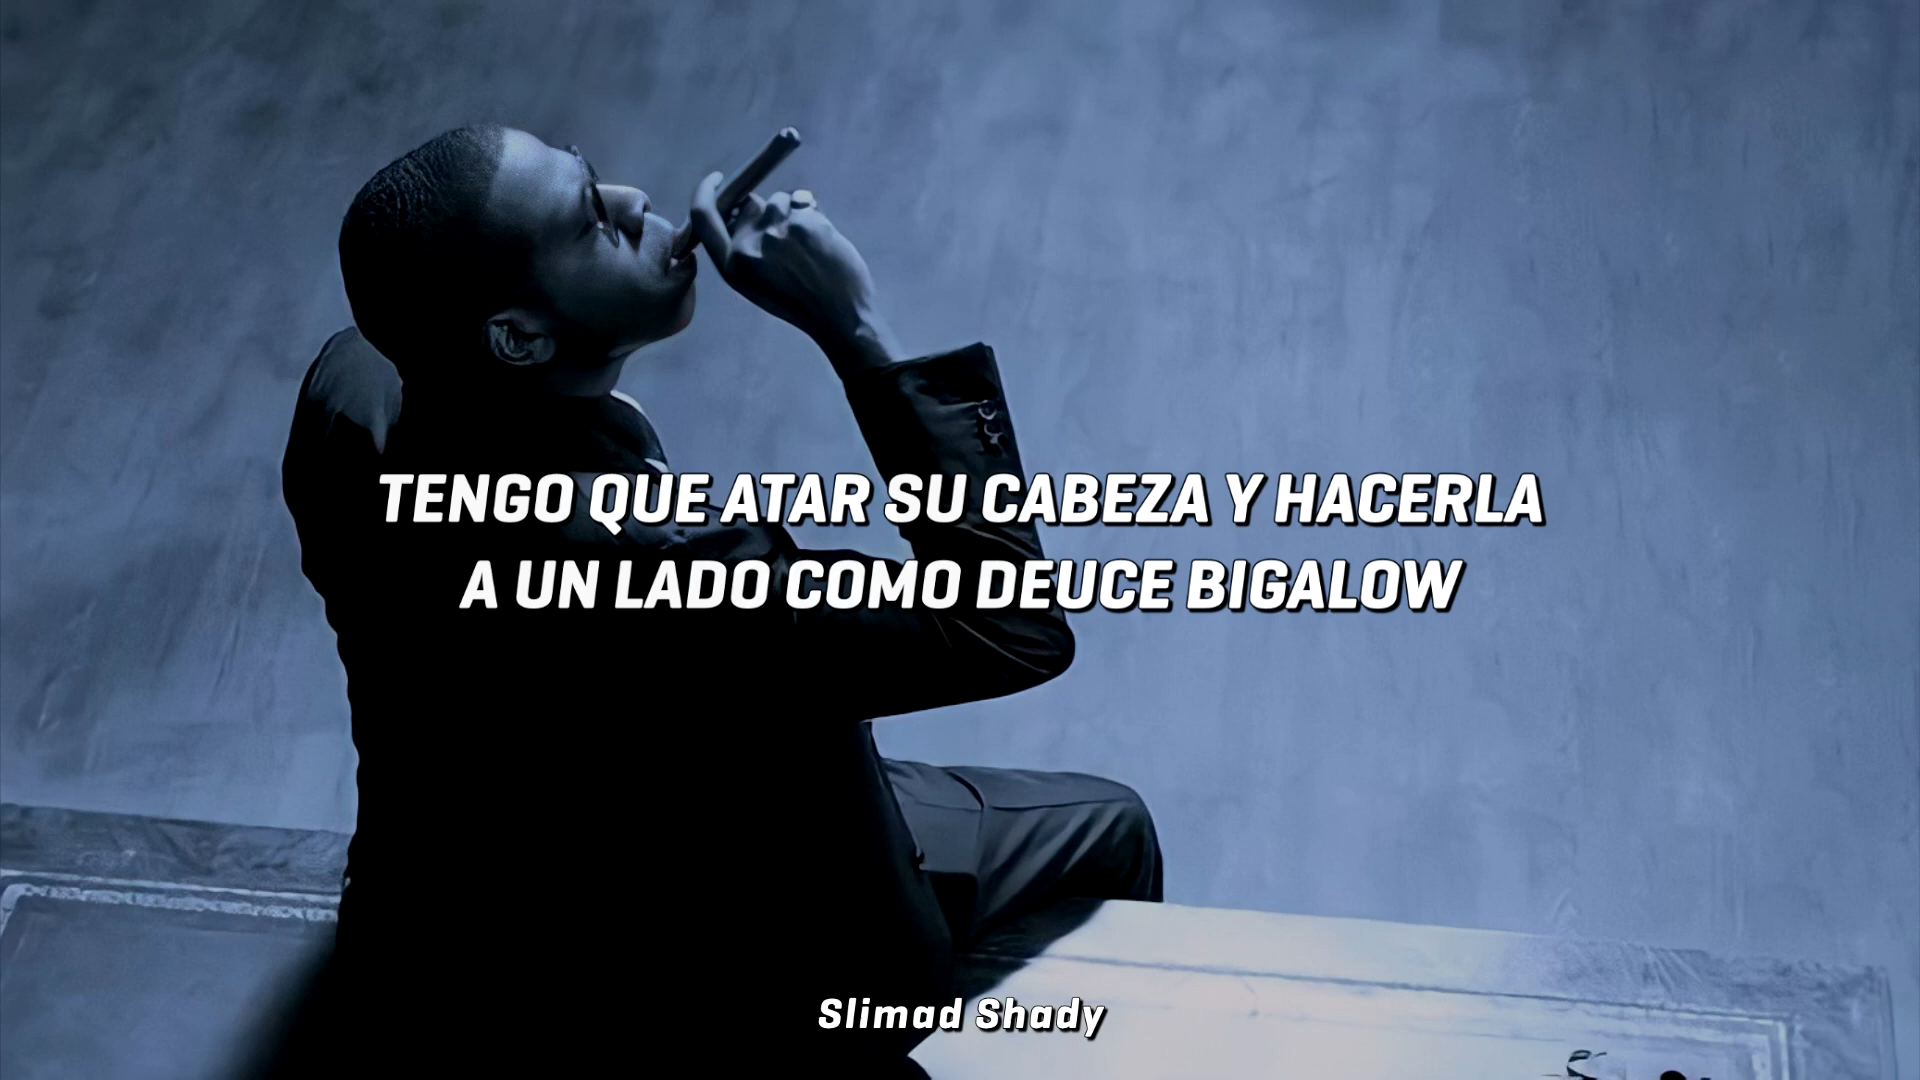 TENGO QUE ATAR SU CABEZA Y HACERLA
A UN LADO COMO DEUCE BIGALOW
Slimad Shady